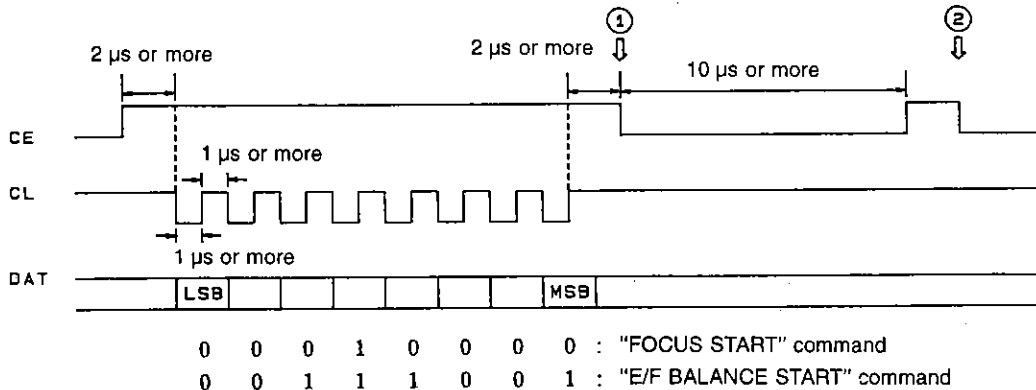 ① ②
2 µs or more 2 µs or more 10 µs or more
CE
1 µs or more
CL
1 µs or more
DAT LSB MSB
0 0 0 1 0 0 0 0 : "FOCUS START" command
0 0 1 1 1 0 0 1 : "E/F BALANCE START" command